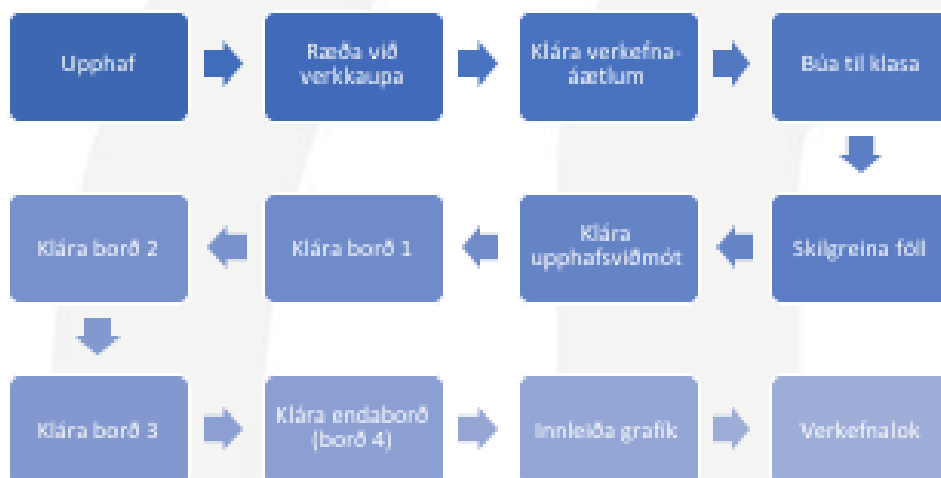 Upphaf
Ræða við
verkkaupa
Klára verkefna-
áætlum
Búa til klasa
Skilgreina föll
Klára
upphafsviðmót
Klára borð 1
Klára borð 2
Klára borð 3
Klára endaborð
(borð 4)
Innleiða grafík
Verkefnalok